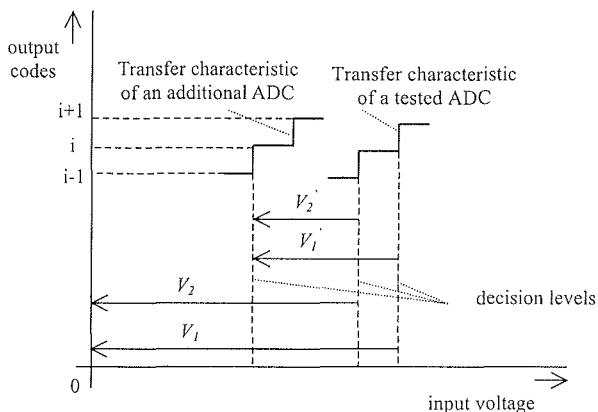 output
codes
Transfer characteristic
of an additional ADC
Transfer characteristic
of a tested ADC
i+1
i
i-1
V2`
V1`
V2
decision levels
V1
0
input voltage